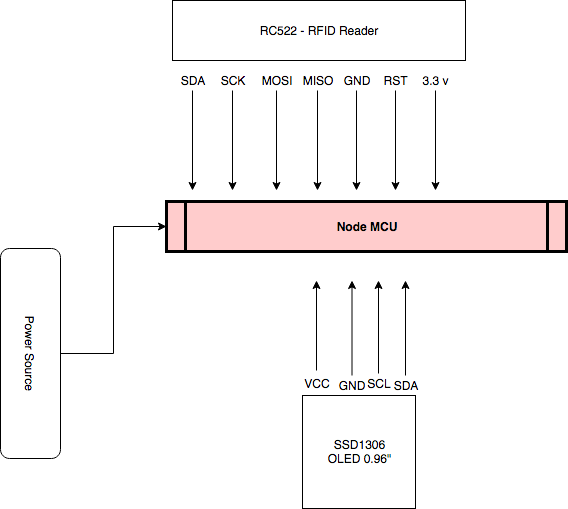 RC522 - RFID Reader
SDA SCK MOSI MISO GND RST 3.3 v
Node MCU
Power Source
VCC GND SCL SDA
SSD1306
OLED 0.96"